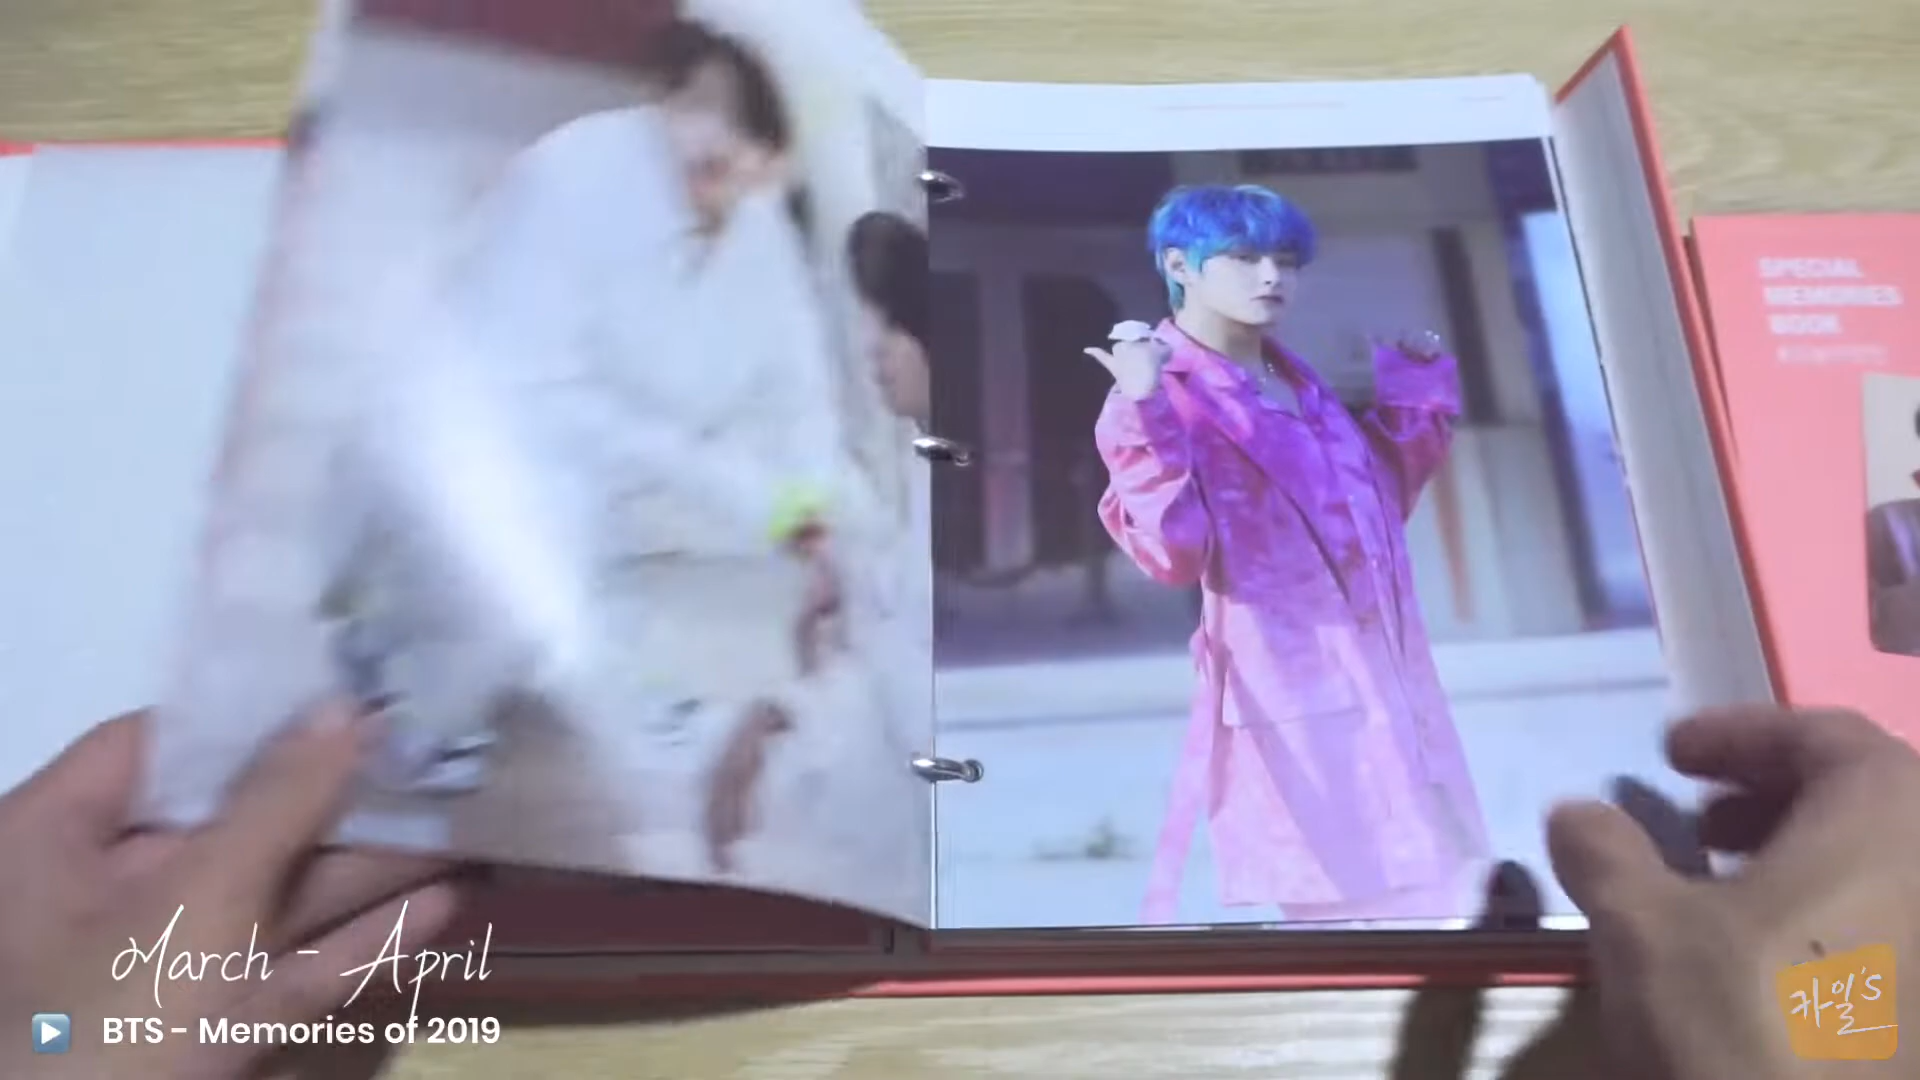 SPECIAL
MEMORIES
BOOK
March - April
BTS - Memories of 2019
카일's